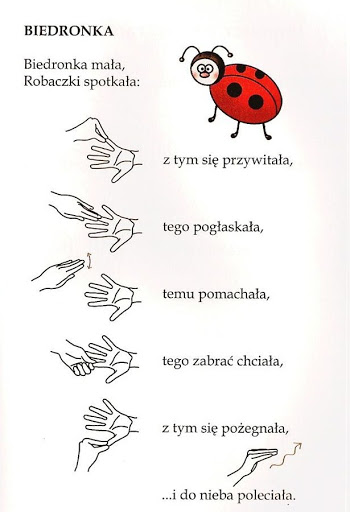 BIEDRONKA
Biedronka mała,
Robaczki spotkała:
z tym się przywitała,
tego pogłaskała,
temu pomachała,
tego zabrać chciała,
z tym się pożegnała,
...i do nieba poleciała.